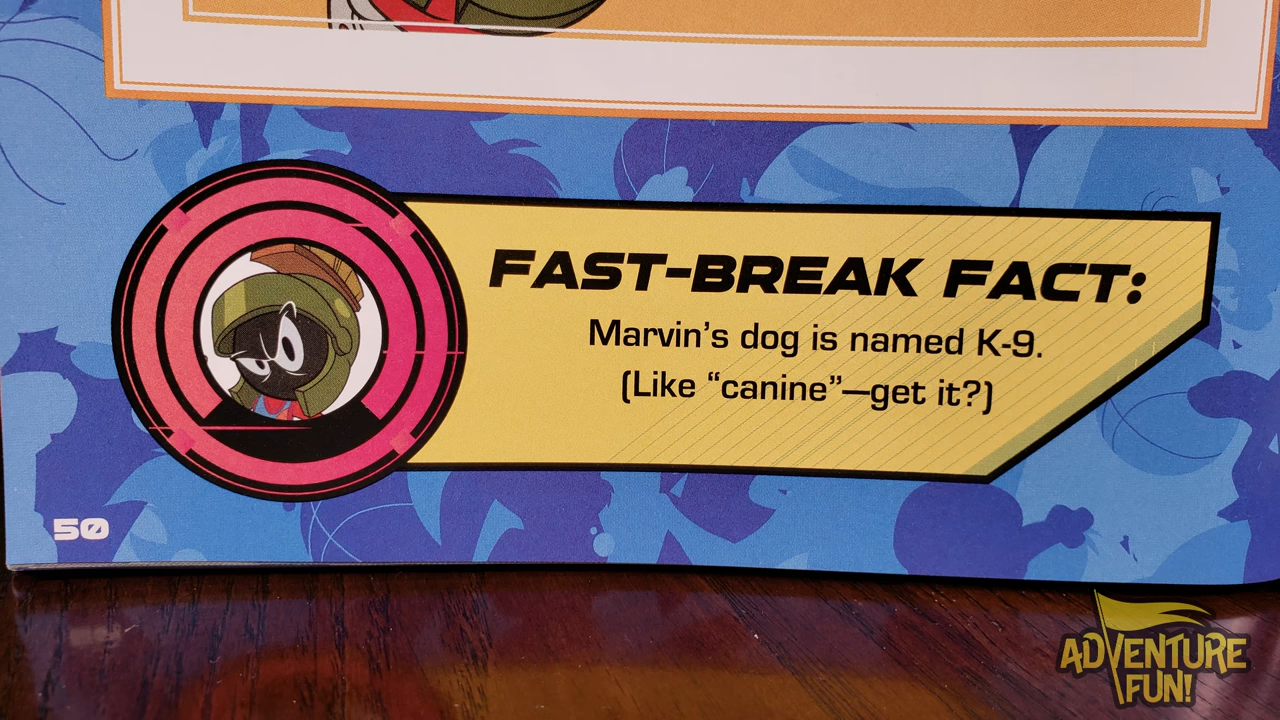 FAST-BREAK FACT:
Marvin's dog is named K-9.
(Like “canine”—get it?)
50
ADVENTURE
FUN!